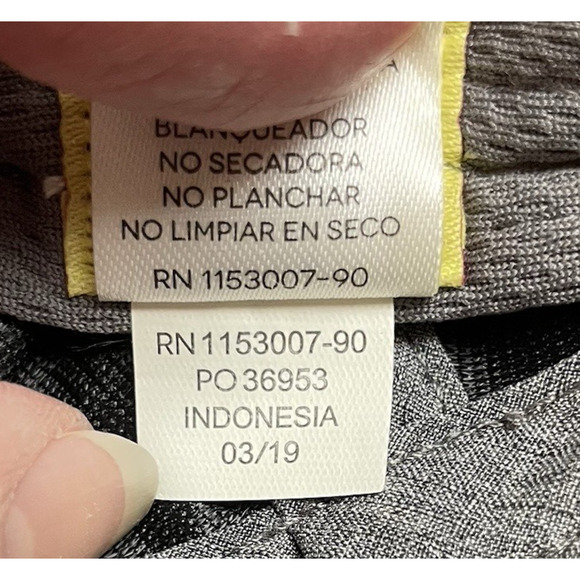 BLANQUEADOR
NO SECADORA
NO PLANCHAR
NO LIMPIAR EN SECO
RN 1153007-90
RN 1153007-90
PO 36953
INDONESIA
03/19